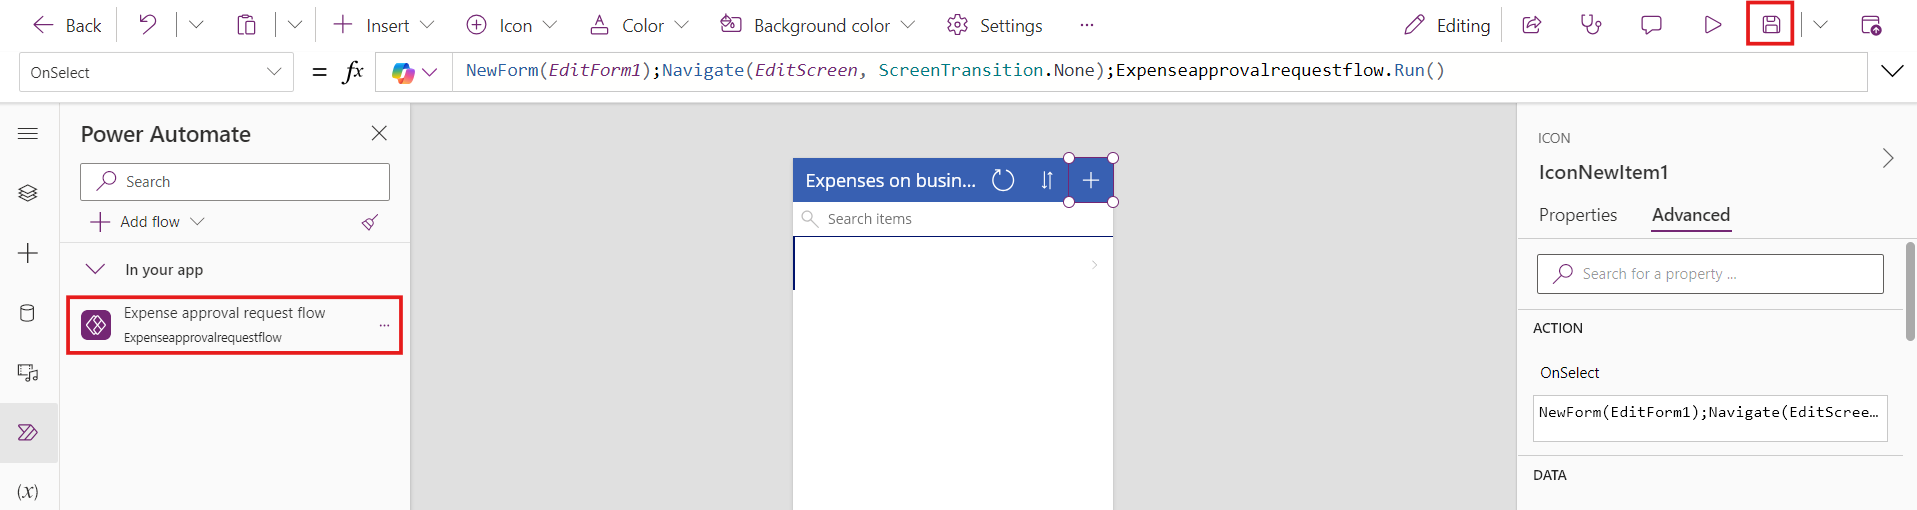 Back
Insert
Icon
Color
Background color
Settings
...
Editing
OnSelect
= fx
NewForm(EditForm1);Navigate(EditScreen, ScreenTransition.None);Expenseapprovalrequestflow.Run()
Power Automate
Search
Add flow
In your app
Expense approval request flow
Expenseapprovalrequestflow
...
(x)
Expenses on busin...
Search items
ICON
IconNewItem1
Properties
Advanced
Search for a property ...
ACTION
OnSelect
NewForm(EditForm1);Navigate(EditScree…
DATA